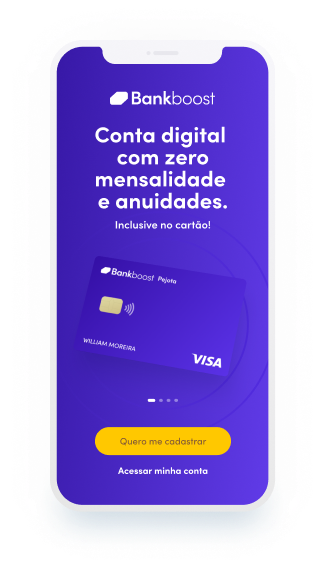 Bankboost
Conta digital
com zero
mensalidade
e anuidades.
Inclusive no cartão!
Bankboost Pejota
WILLIAM MOREIRA
VISA
Quero me cadastrar
Acessar minha conta